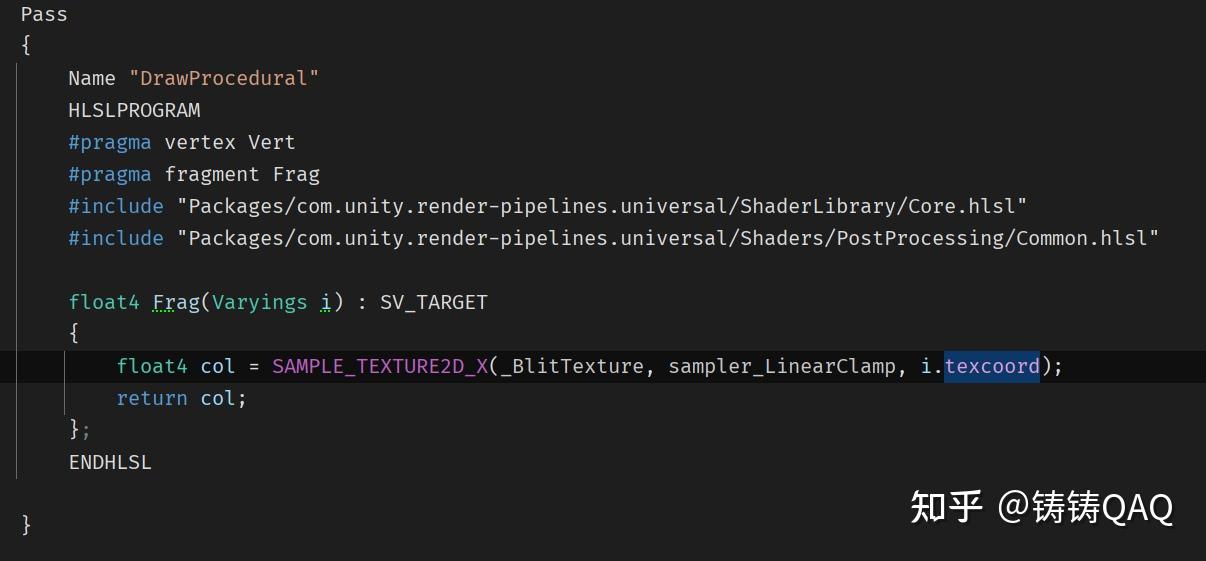 Pass
{
Name "DrawProcedural"
HLSLPROGRAM
#pragma vertex Vert
#pragma fragment Frag
#include "Packages/com.unity.render-pipelines.universal/ShaderLibrary/Core.hlsl"
#include "Packages/com.unity.render-pipelines.universal/Shaders/PostProcessing/Common.hlsl"
float4 Frag(Varyings i) : SV_TARGET
{
float4 col = SAMPLE_TEXTURE2D_X(_BlitTexture, sampler_LinearClamp, i.texcoord);
return col;
};
ENDHLSL
}
知乎 @铸铸QAQ